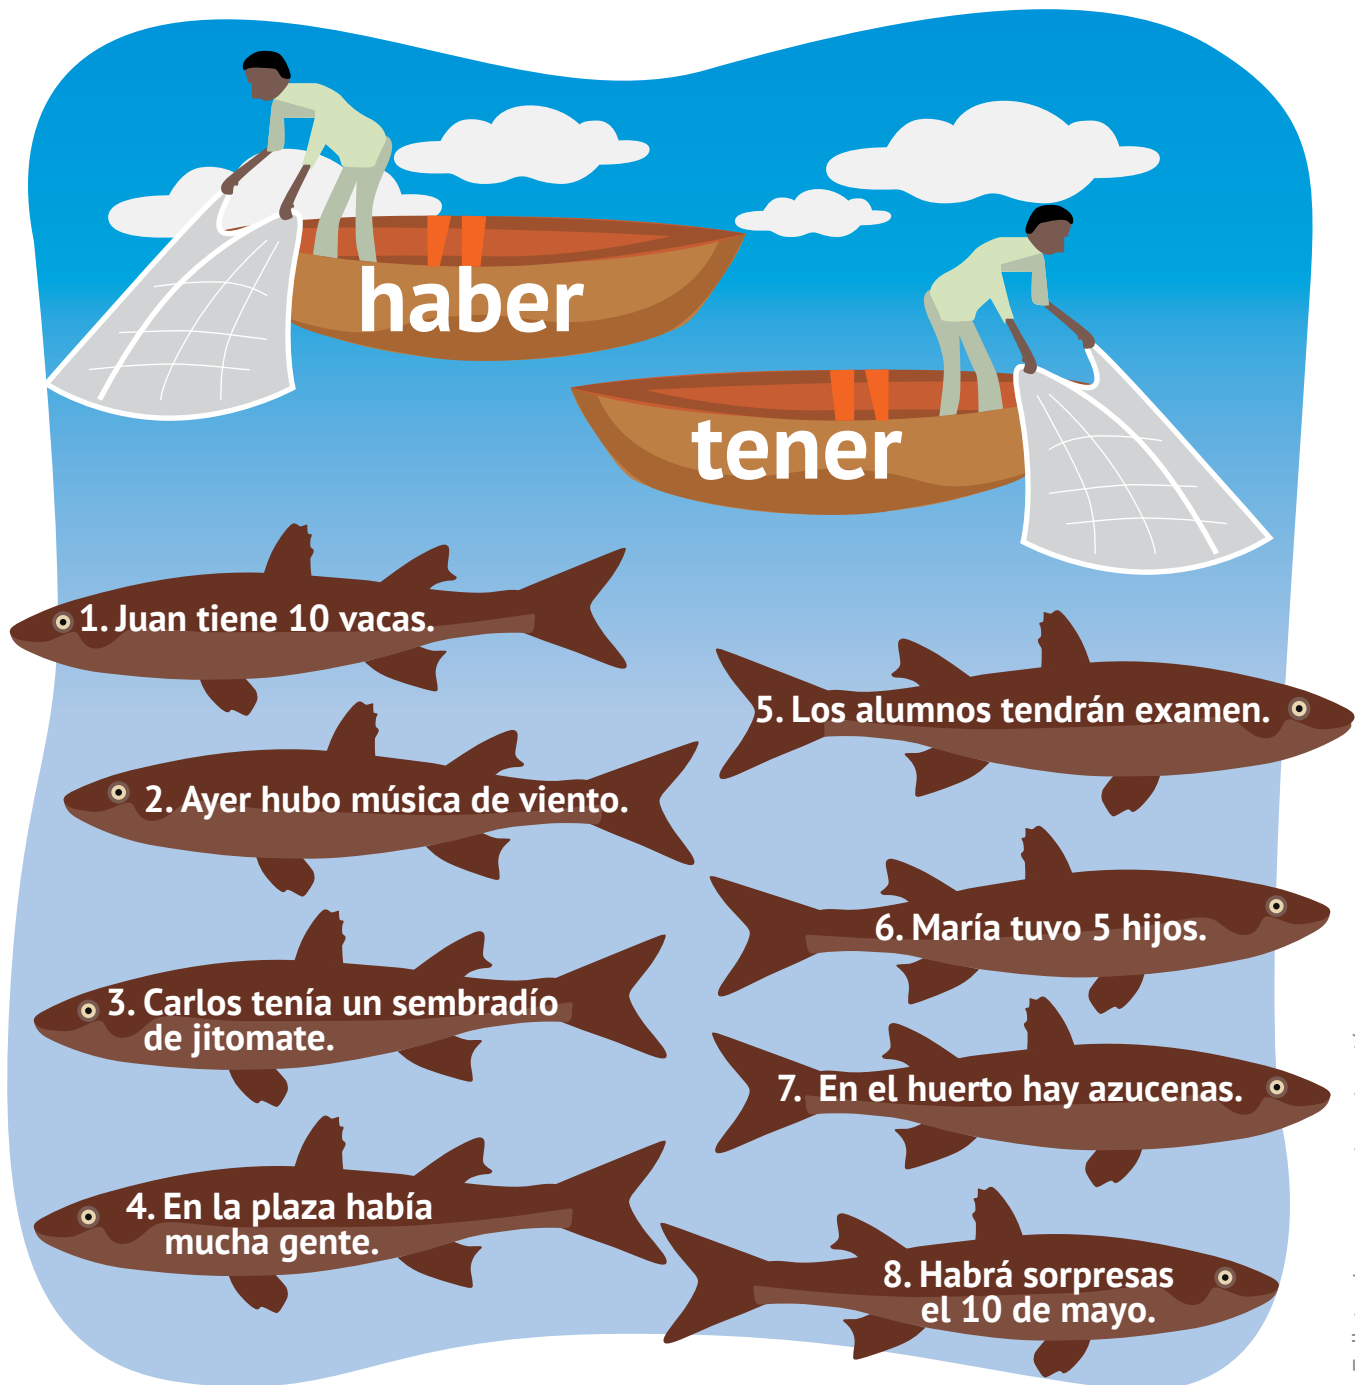 haber
tener
1. Juan tiene 10 vacas.
2. Ayer hubo música de viento.
3. Carlos tenía un sembradío
de jitomate.
4. En la plaza había
mucha gente.
5. Los alumnos tendrán examen.
6. María tuvo 5 hijos.
7. En el huerto hay azucenas.
8. Habrá sorpresas
el 10 de mayo.